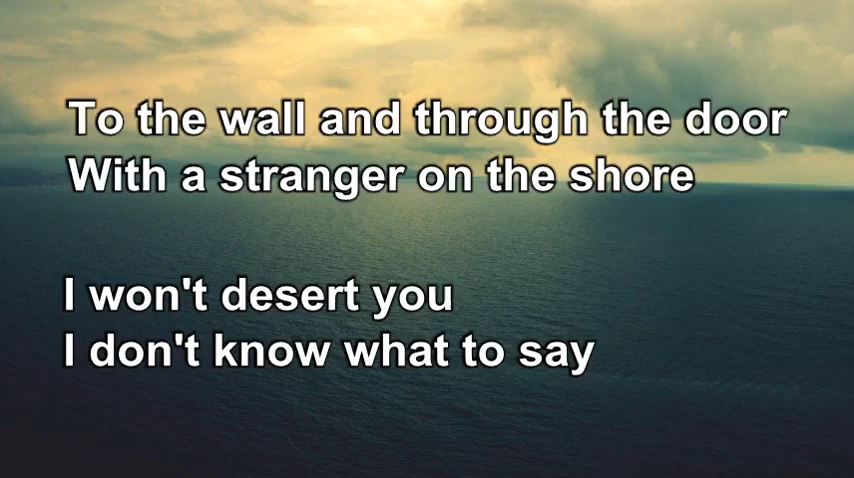 To the wall and through the door
With a stranger on the shore
I won't desert you
I don't know what to say